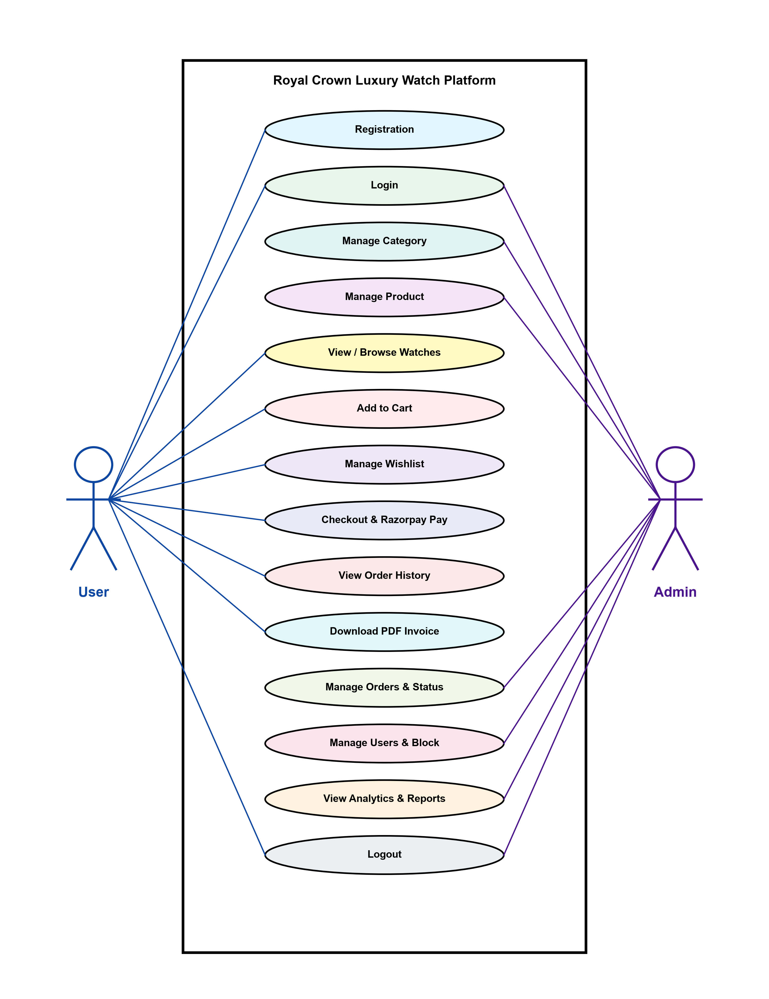 Royal Crown Luxury Watch Platform
Registration
Login
Manage Category
Manage Product
View / Browse Watches
Add to Cart
Manage Wishlist
Checkout & Razorpay Pay
View Order History
User
Admin
Download PDF Invoice
Manage Orders & Status
Manage Users & Block
View Analytics & Reports
Logout